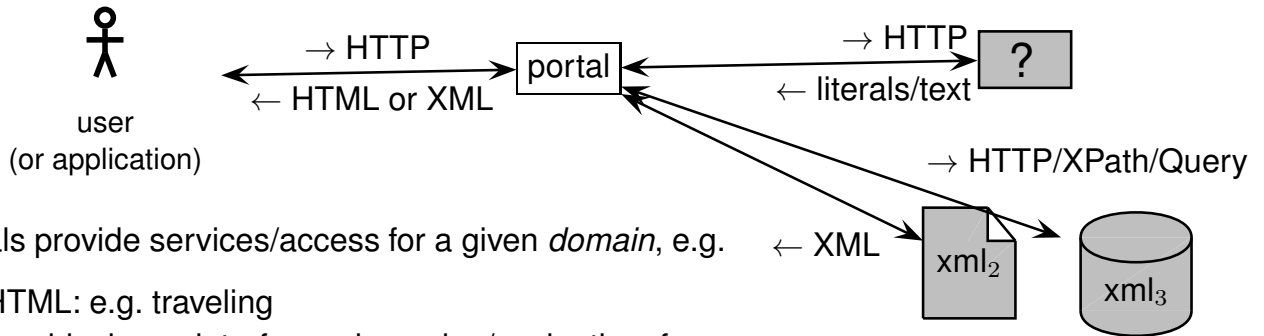 → HTTP
portal
→ HTTP
?
← HTML or XML
← literals/text
user
(or application)
→ HTTP/XPath/Query
als provide services/access for a given domain, e.g.
← XML
xml₂
xml₃
HTML: e.g. traveling